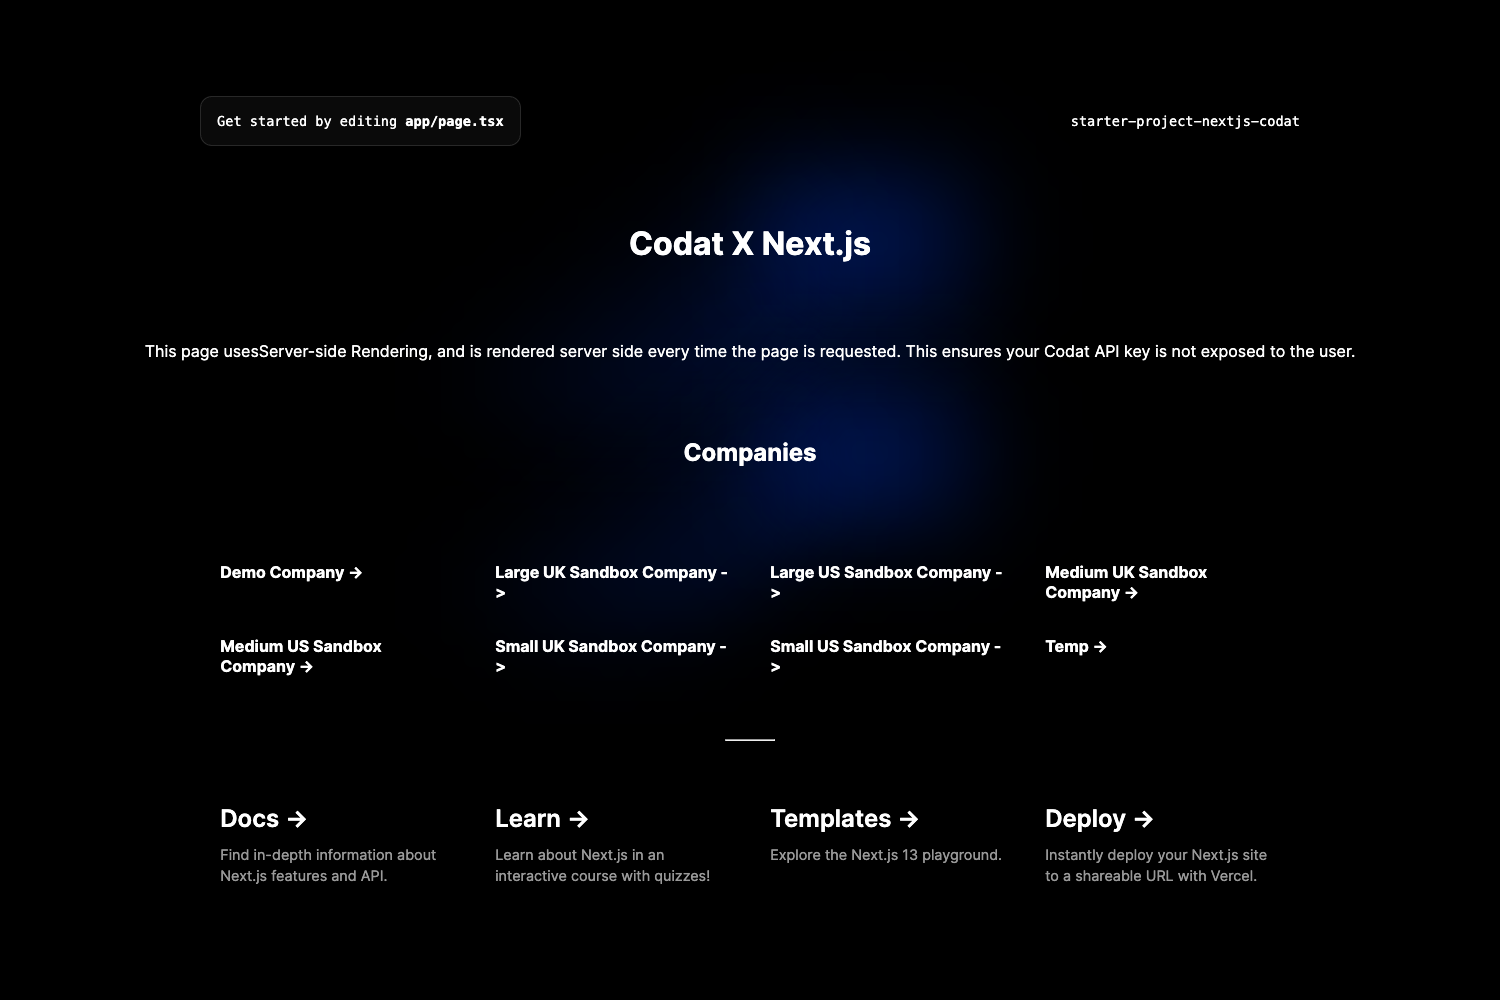 Get started by editing app/page.tsx
starter-project-nextjs-codat
Codat X Next.js
This page usesServer-side Rendering, and is rendered server side every time the page is requested. This ensures your Codat API key is not exposed to the user.
Companies
Demo Company ->
Large UK Sandbox Company -
>
Large US Sandbox Company -
>
Medium UK Sandbox
Company ->
Medium US Sandbox
Company ->
Small UK Sandbox Company -
>
Small US Sandbox Company -
>
Temp ->
Docs ->
Find in-depth information about
Next.js features and API.
Learn ->
Learn about Next.js in an
interactive course with quizzes!
Templates ->
Explore the Next.js 13 playground.
Deploy ->
Instantly deploy your Next.js site
to a shareable URL with Vercel.